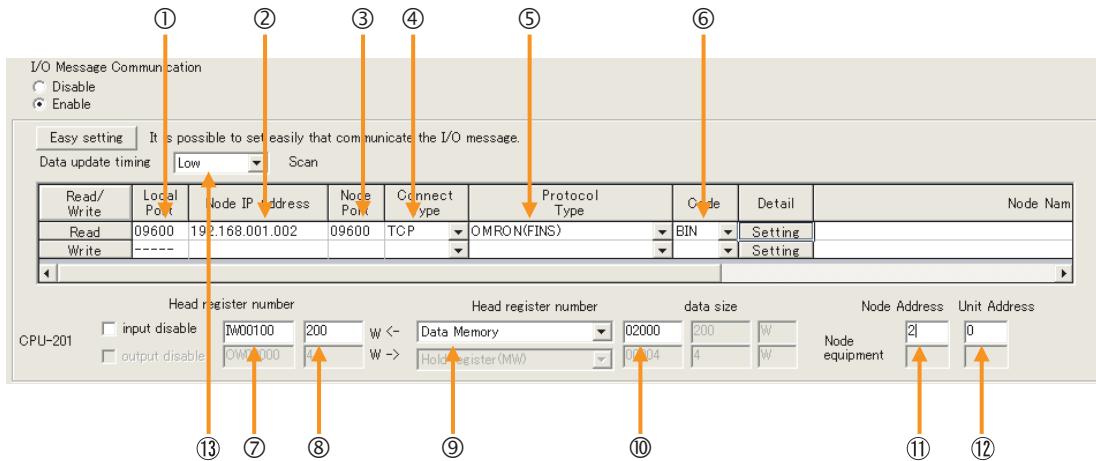 ① ② ③ ④ ⑤ ⑥
I/O Message Communication
Disable
Enable
Easy setting It is possible to set easily that communicate the I/O message.
Data update timing Low Scan
Read/ Write Local Port Node IP Address Node Port Connect Type Protocol Type Code Detail Node Nam
Read 09600 192.168.001.002 09600 TCP OMRON(FINS) BIN Setting
Write ----- Setting
Head register number Head register number data size Node Address Unit Address
CPU-201 input disable IW00100 200 W <- Data Memory 02000 200 W Node equipment 2 0
output disable OW00000 4 W -> Hold Register(MW) 00004 4 W
⑬ ⑦ ⑧ ⑨ ⑩ ⑪ ⑫